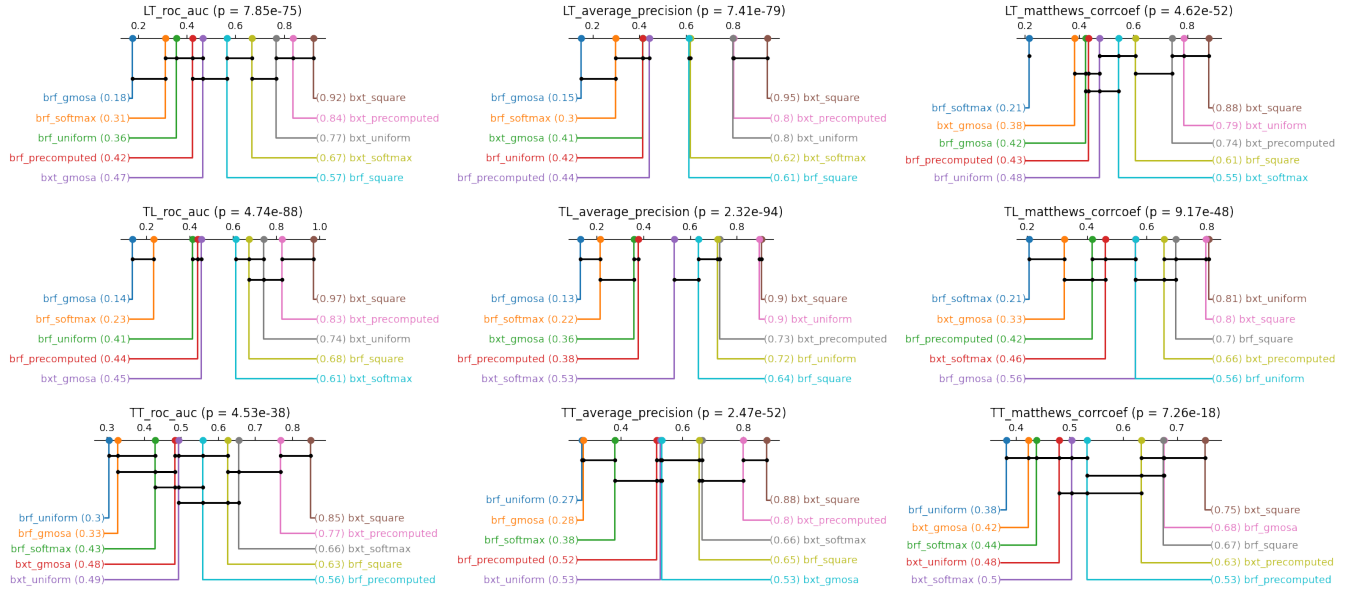 LT_roc_auc (p = 7.85e-75)
0.2 0.4 0.6 0.8
brf_gmosa (0.18)
brf_softmax (0.31)
brf_uniform (0.36)
brf_precomputed (0.42)
bxt_gmosa (0.47)
(0.92) bxt_square
(0.84) bxt_precomputed
(0.77) bxt_uniform
(0.67) bxt_softmax
(0.57) brf_square
LT_average_precision (p = 7.41e-79)
0.2 0.4 0.6 0.8
brf_gmosa (0.15)
brf_softmax (0.3)
bxt_gmosa (0.41)
brf_uniform (0.42)
brf_precomputed (0.44)
(0.95) bxt_square
(0.8) bxt_precomputed
(0.8) bxt_uniform
(0.62) bxt_softmax
(0.61) brf_square
LT_matthews_corrcoef (p = 4.62e-52)
0.2 0.4 0.6 0.8
brf_softmax (0.21)
bxt_gmosa (0.38)
brf_gmosa (0.42)
brf_precomputed (0.43)
brf_uniform (0.48)
(0.88) bxt_square
(0.79) bxt_uniform
(0.74) bxt_precomputed
(0.61) brf_square
(0.55) bxt_softmax
TL_roc_auc (p = 4.74e-88)
0.2 0.4 0.6 0.8 1.0
brf_gmosa (0.14)
brf_softmax (0.23)
brf_uniform (0.41)
brf_precomputed (0.44)
bxt_gmosa (0.45)
(0.97) bxt_square
(0.83) bxt_precomputed
(0.74) bxt_uniform
(0.68) brf_square
(0.61) bxt_softmax
TL_average_precision (p = 2.32e-94)
0.2 0.4 0.6 0.8
brf_gmosa (0.13)
brf_softmax (0.22)
bxt_gmosa (0.36)
brf_precomputed (0.38)
bxt_softmax (0.53)
(0.9) bxt_square
(0.9) bxt_uniform
(0.73) bxt_precomputed
(0.72) brf_uniform
(0.64) brf_square
TL_matthews_corrcoef (p = 9.17e-48)
0.2 0.4 0.6 0.8
brf_softmax (0.21)
bxt_gmosa (0.33)
brf_precomputed (0.42)
bxt_softmax (0.46)
brf_gmosa (0.56)
(0.81) bxt_uniform
(0.8) bxt_square
(0.7) brf_square
(0.66) bxt_precomputed
(0.56) brf_uniform
TT_roc_auc (p = 4.53e-38)
0.3 0.4 0.5 0.6 0.7 0.8
brf_uniform (0.3)
brf_gmosa (0.33)
brf_softmax (0.43)
bxt_gmosa (0.48)
bxt_uniform (0.49)
(0.85) bxt_square
(0.77) bxt_precomputed
(0.66) bxt_softmax
(0.63) brf_square
(0.56) brf_precomputed
TT_average_precision (p = 2.47e-52)
0.4 0.6 0.8
brf_uniform (0.27)
brf_gmosa (0.28)
brf_softmax (0.38)
brf_precomputed (0.52)
bxt_uniform (0.53)
(0.88) bxt_square
(0.8) bxt_precomputed
(0.66) bxt_softmax
(0.65) brf_square
(0.53) bxt_gmosa
TT_matthews_corrcoef (p = 7.26e-18)
0.4 0.5 0.6 0.7
brf_uniform (0.38)
bxt_gmosa (0.42)
brf_softmax (0.44)
bxt_uniform (0.48)
bxt_softmax (0.5)
(0.75) bxt_square
(0.68) brf_gmosa
(0.67) brf_square
(0.63) bxt_precomputed
(0.53) brf_precomputed